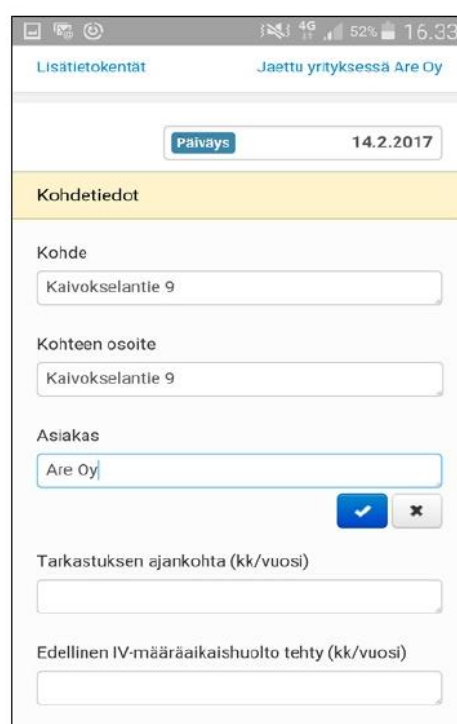 4G 52% 16.33
Lisätietokentät Jaettu yrityksessä Are Oy
Päiväys 14.2.2017
Kohdetiedot
Kohde
Kaivokselantie 9
Kohteen osoite
Kaivokselantie 9
Asiakas
Are Oy
Tarkastuksen ajankohta (kk/vuosi)
Edellinen IV-määräaikaishuolto tehty (kk/vuosi)